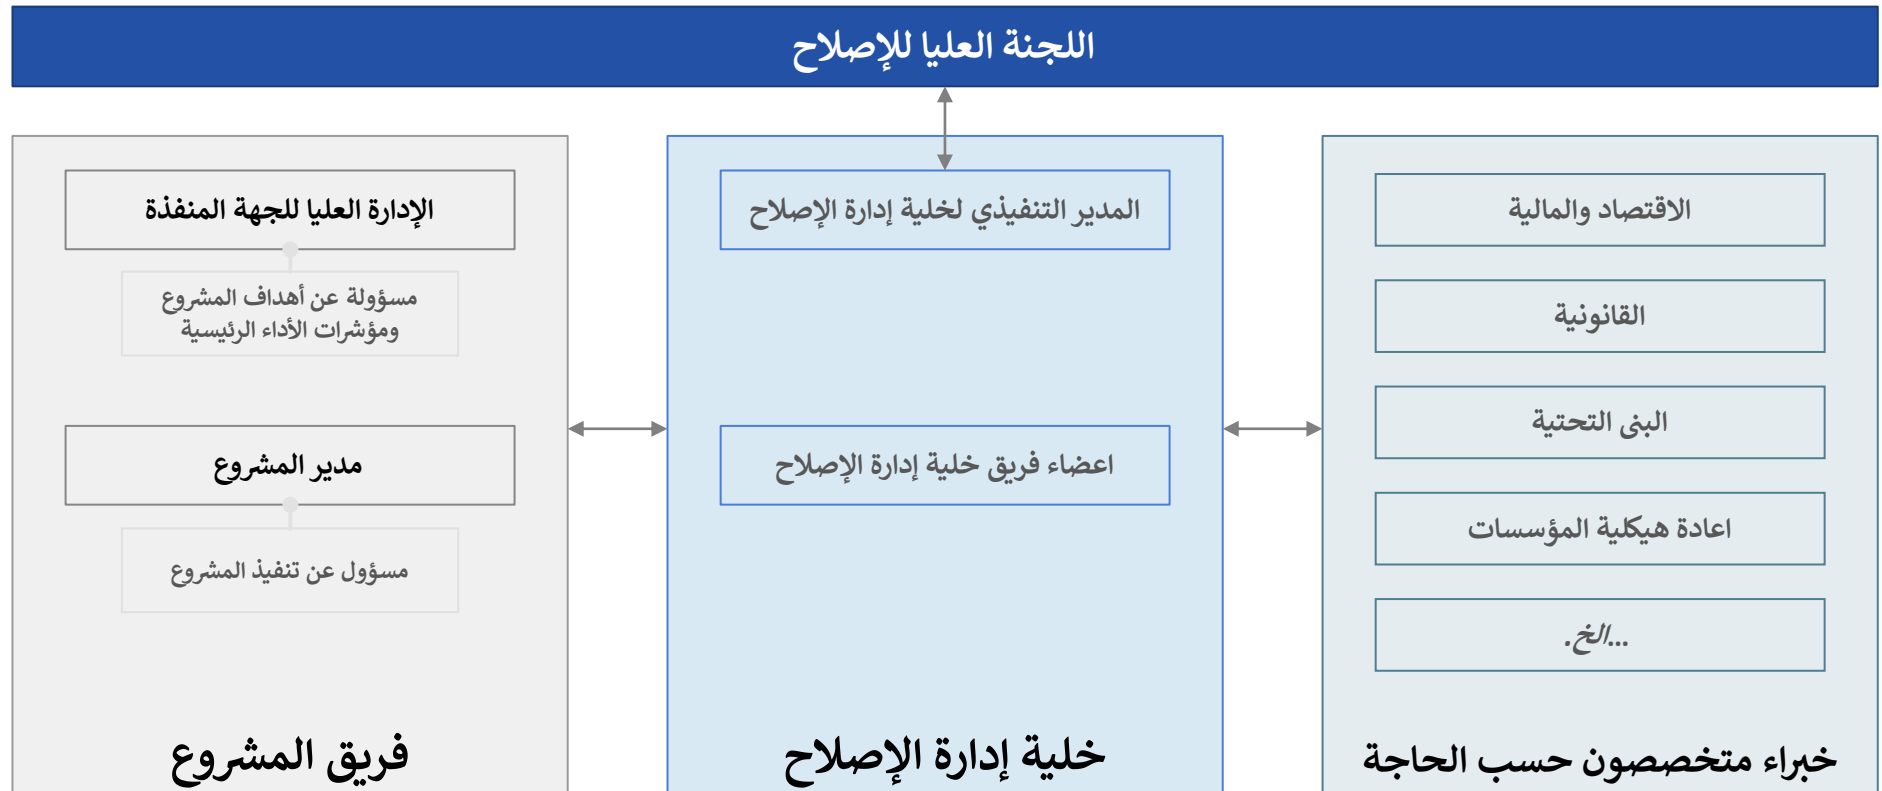 اللجنة العليا للإصلاح
الاقتصاد والمالية
القانونية
البنى التحتية
اعادة هيكلية المؤسسات
...الخ.
خبراء متخصصون حسب الحاجة
المدير التنفيذي لخلية إدارة الإصلاح
اعضاء فريق خلية إدارة الإصلاح
خلية إدارة الإصلاح
الإدارة العليا للجهة المنفذة
مسؤولة عن أهداف المشروع
ومؤشرات الأداء الرئيسية
مدير المشروع
مسؤول عن تنفيذ المشروع
فريق المشروع